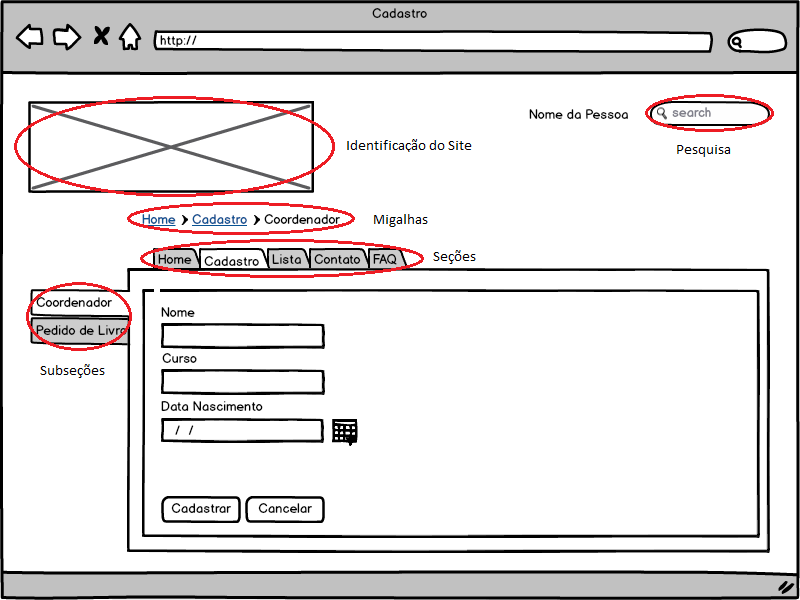 Cadastro
http://
Nome da Pessoa
search
Identificação do Site
Pesquisa
Home Cadastro Coordenador
Migalhas
Home Cadastro Lista Contato FAQ
Seções
Coordenador
Pedido de Livro
Subseções
Nome
Curso
Data Nascimento
/ /
Cadastrar Cancelar